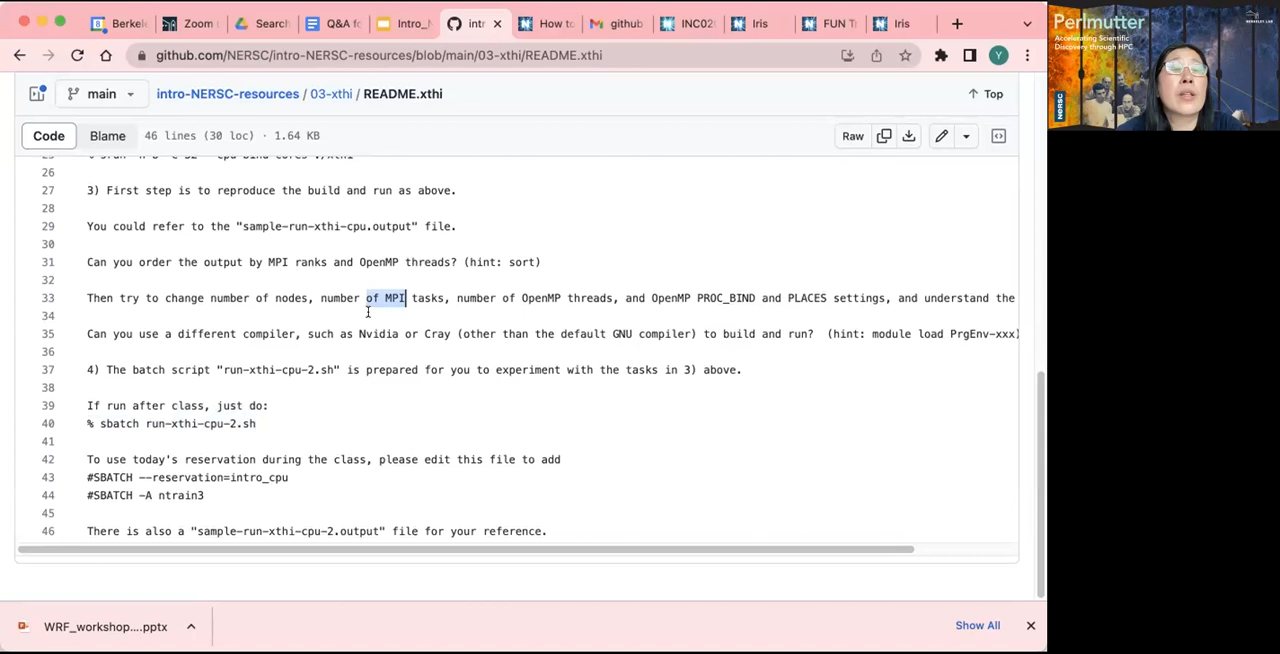 Berkel
Zoom
Search
Q&A fo
Intro_N
intr
How to
github
INC02
Iris
FUN Tr
Iris
github.com/NERSC/intro-NERSC-resources/blob/main/03-xthi/README.xthi
Y
main
intro-NERSC-resources / 03-xthi / README.xthi
Top
Code
Blame
46 lines (30 loc) · 1.64 KB
Raw
26
27 3) First step is to reproduce the build and run as above.
28
29 You could refer to the "sample-run-xthi-cpu.output" file.
30
31 Can you order the output by MPI ranks and OpenMP threads? (hint: sort)
32
33 Then try to change number of nodes, number of MPI tasks, number of OpenMP threads, and OpenMP PROC_BIND and PLACES settings, and understand the
34
35 Can you use a different compiler, such as Nvidia or Cray (other than the default GNU compiler) to build and run? (hint: module load PrgEnv-xxx)
36
37 4) The batch script "run-xthi-cpu-2.sh" is prepared for you to experiment with the tasks in 3) above.
38
39 If run after class, just do:
40 % sbatch run-xthi-cpu-2.sh
41
42 To use today's reservation during the class, please edit this file to add
43 #SBATCH --reservation=intro_cpu
44 #SBATCH -A ntrain3
45
46 There is also a "sample-run-xthi-cpu-2.output" file for your reference.
WRF_workshop....pptx
Show All
Perlmutter
Accelerating Scientific
Discovery through HPC
NERSC